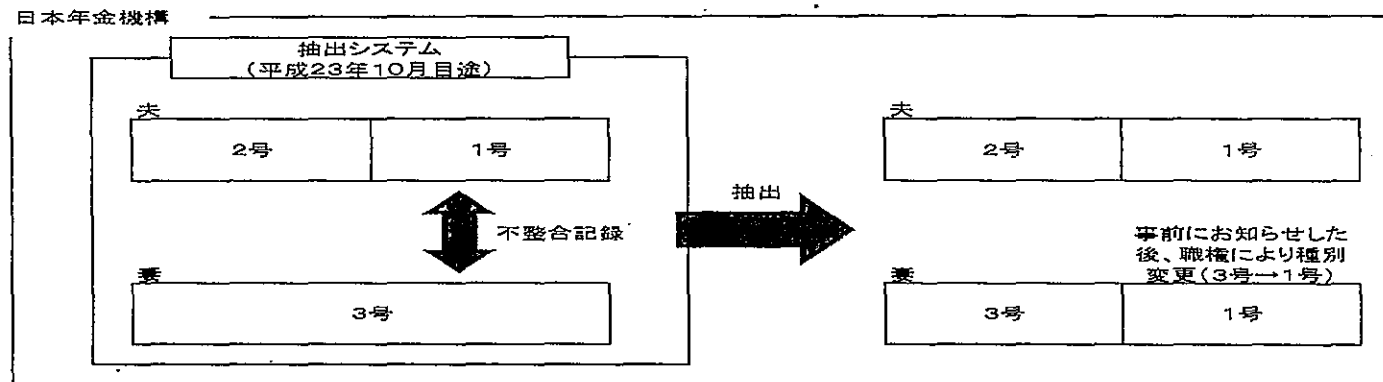 日本年金機構
抽出システム
(平成23年10月目途)
夫
2号
1号
不整合記録
妻
3号
抽出
夫
2号
1号
事前にお知らせした
後、職権により種別
変更(3号→1号)
妻
3号
1号